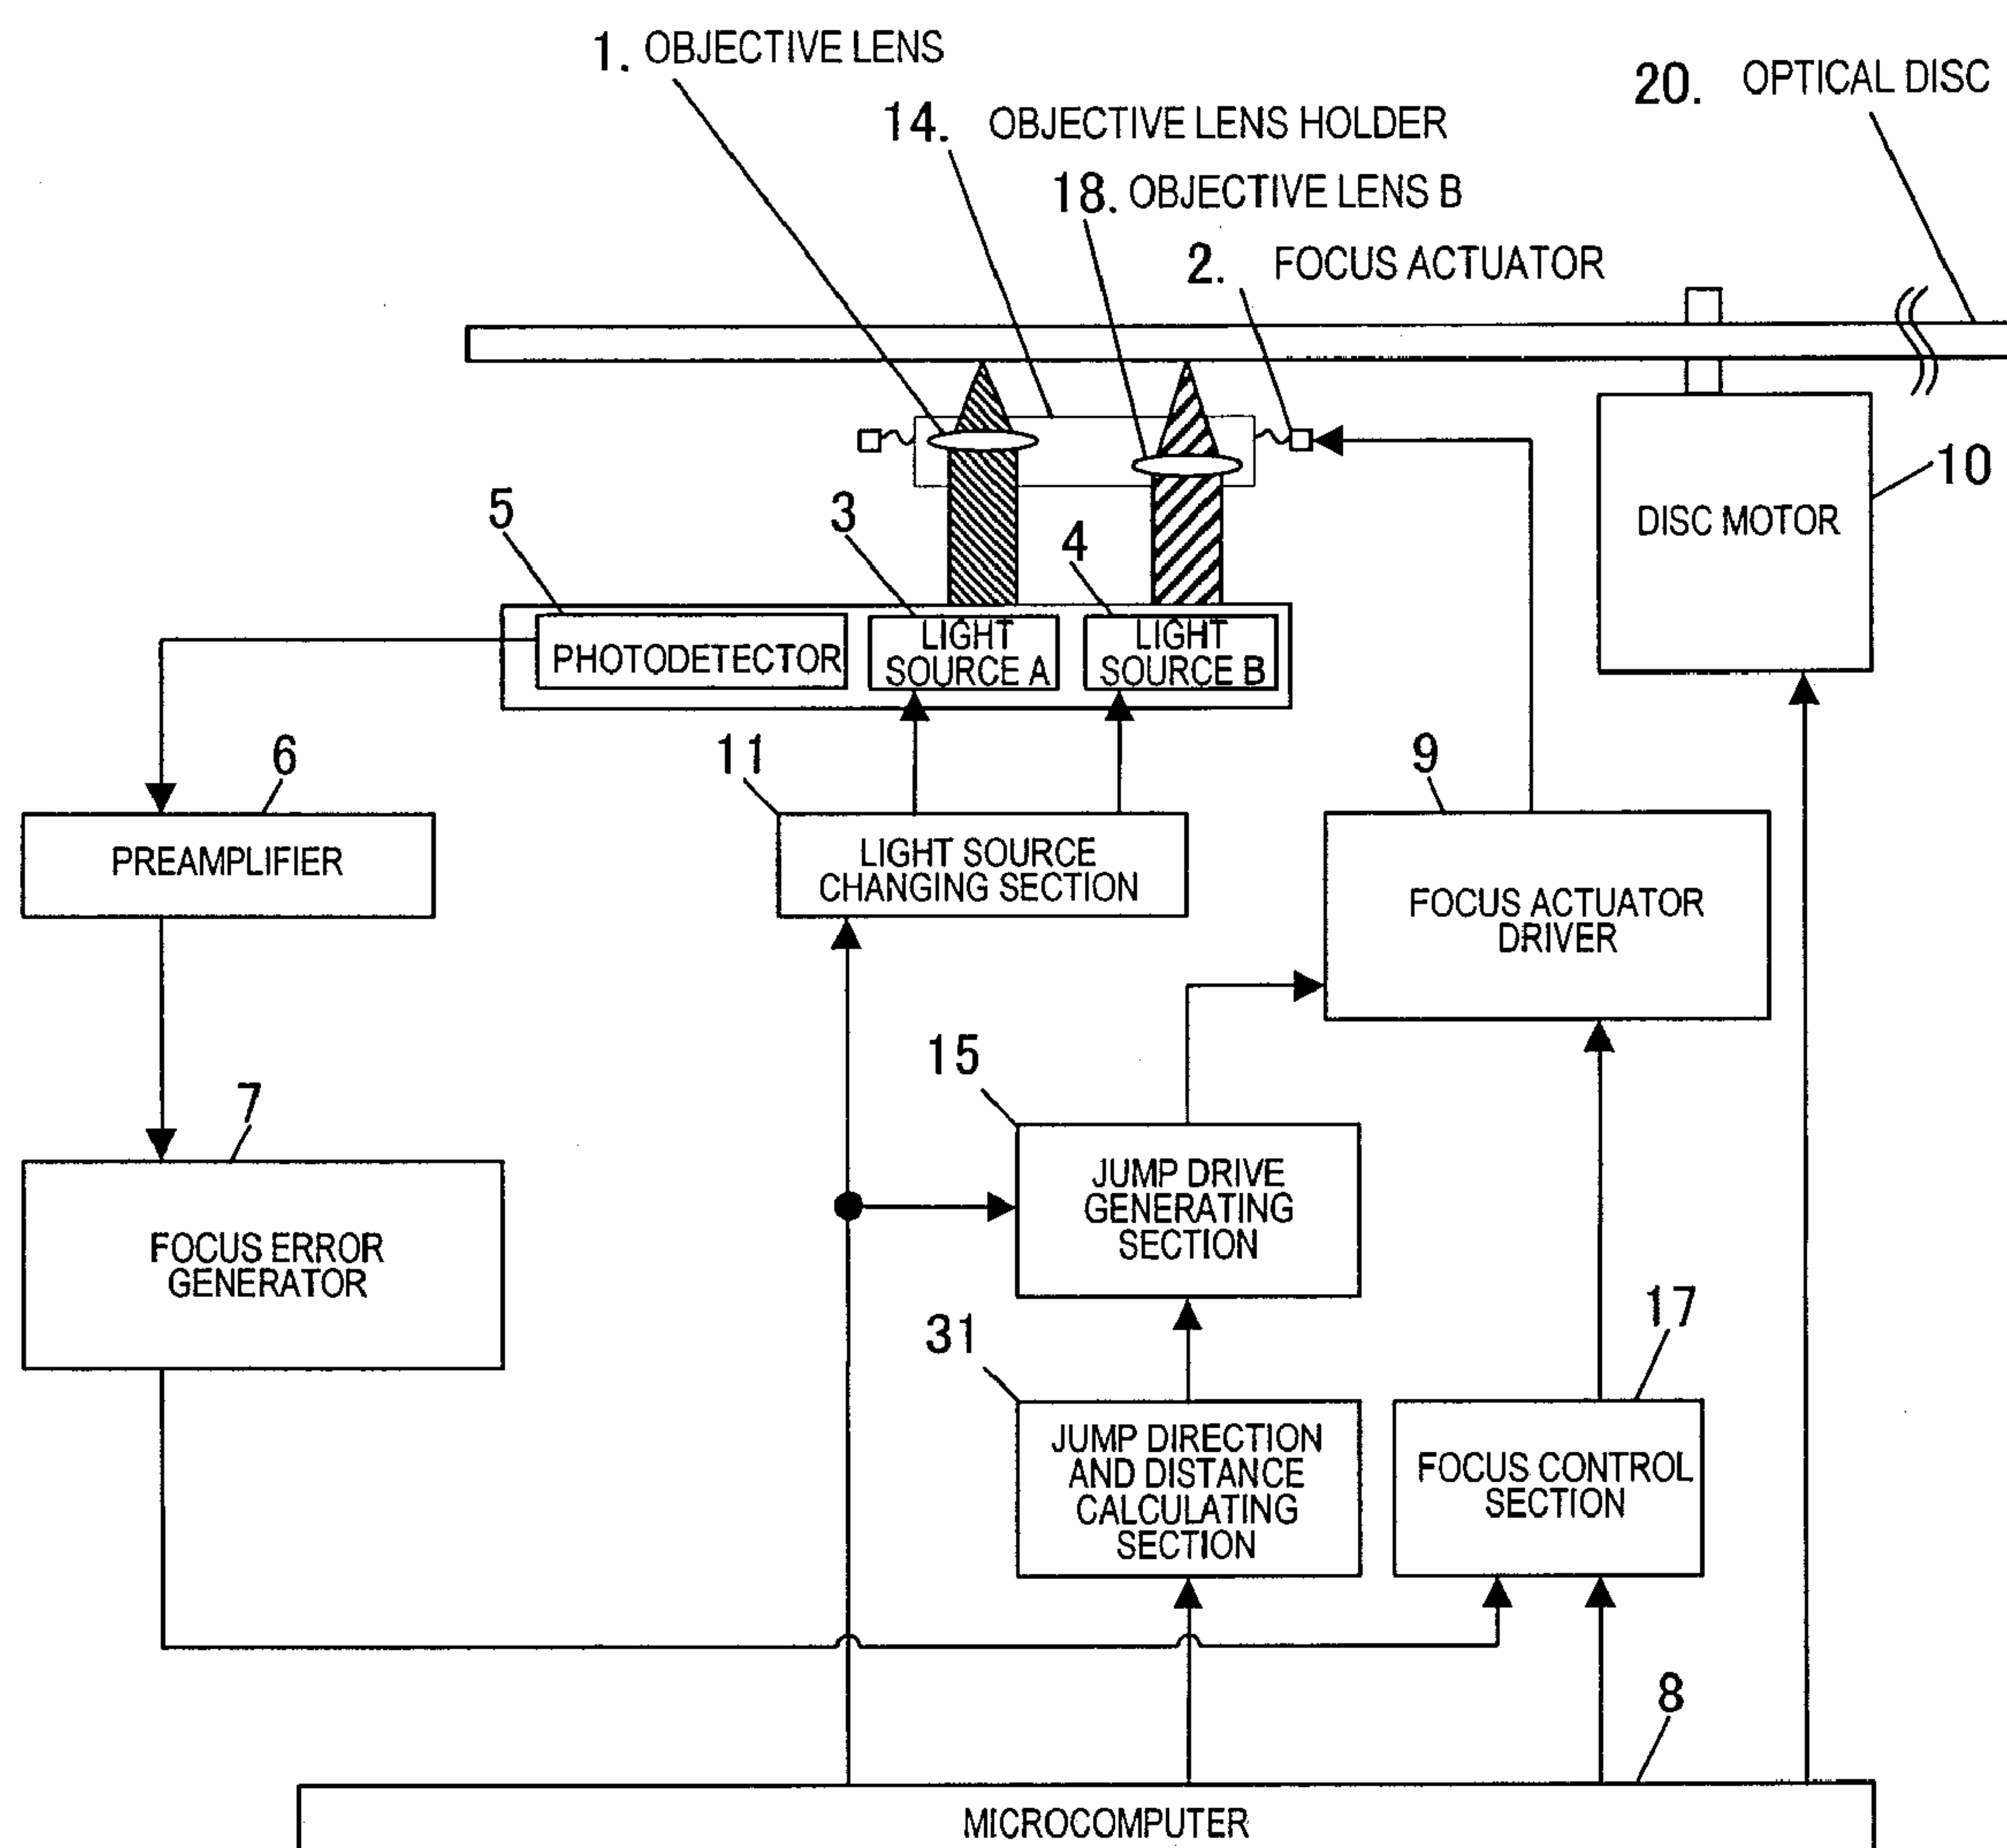 1. OBJECTIVE LENS
20. OPTICAL DISC
14. OBJECTIVE LENS HOLDER
18. OBJECTIVE LENS B
2. FOCUS ACTUATOR
10
DISC MOTOR
5
3
4
PHOTODETECTOR
LIGHT
SOURCE A
LIGHT
SOURCE B
6
11
9
PREAMPLIFIER
LIGHT SOURCE
CHANGING SECTION
FOCUS ACTUATOR
DRIVER
15
7
JUMP DRIVE
GENERATING
SECTION
FOCUS ERROR
GENERATOR
31
17
JUMP DIRECTION
AND DISTANCE
CALCULATING
SECTION
FOCUS CONTROL
SECTION
8
MICROCOMPUTER